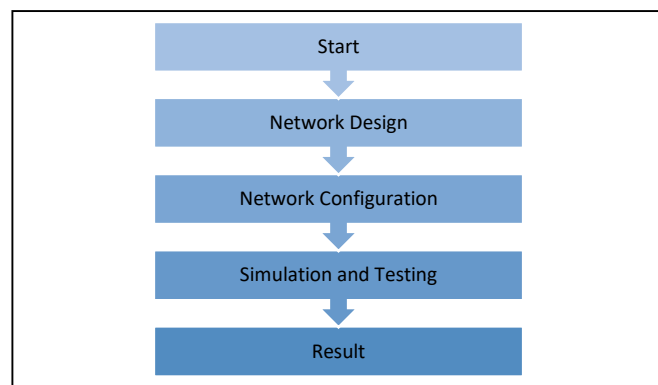 Start
Network Design
Network Configuration
Simulation and Testing
Result